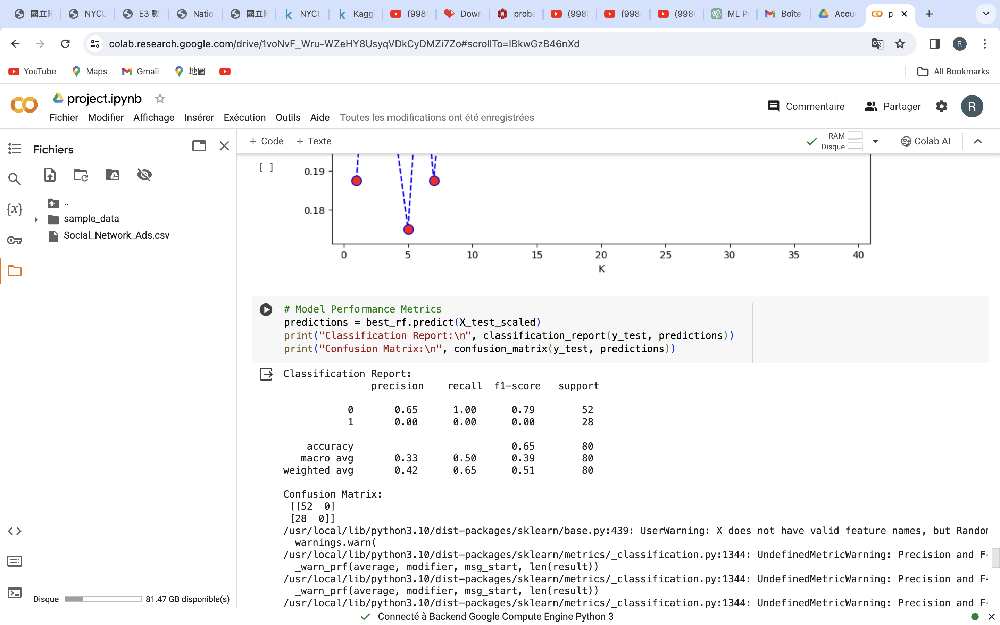 國立 NYCU E3 數 Natio 國立 NYCU Kagg (998 Down proba (998 (998 (998 ML P Boîte Accu p
colab.research.google.com/drive/1voNvF_Wru-WZeHY8UsyqVDkCyDMZi7Zo#scrollTo=IBkwGzB46nXd R
YouTube Maps Gmail 地圖 All Bookmarks
project.ipynb
Commentaire Partager R
Fichier Modifier Affichage Insérer Exécution Outils Aide Toutes les modifications ont été enregistrées
Fichiers
+ Code + Texte
RAM
Disque
Colab AI
{x}
..
sample_data
Social_Network_Ads.csv
[ ]
0.19
0.18
0 5 10 15 20 25 30 35 40
K
# Model Performance Metrics
predictions = best_rf.predict(X_test_scaled)
print("Classification Report:\n", classification_report(y_test, predictions))
print("Confusion Matrix:\n", confusion_matrix(y_test, predictions))
Classification Report:
precision recall f1-score support
0 0.65 1.00 0.79 52
1 0.00 0.00 0.00 28
accuracy 0.65 80
macro avg 0.33 0.50 0.39 80
weighted avg 0.42 0.65 0.51 80
Confusion Matrix:
[[52 0]
[28 0]]
/usr/local/lib/python3.10/dist-packages/sklearn/base.py:439: UserWarning: X does not have valid feature names, but Randor
warnings.warn(
/usr/local/lib/python3.10/dist-packages/sklearn/metrics/_classification.py:1344: UndefinedMetricWarning: Precision and F-
_warn_prf(average, modifier, msg_start, len(result))
/usr/local/lib/python3.10/dist-packages/sklearn/metrics/_classification.py:1344: UndefinedMetricWarning: Precision and F-
_warn_prf(average, modifier, msg_start, len(result))
/usr/local/lib/python3.10/dist-packages/sklearn/metrics/_classification.py:1344: UndefinedMetricWarning: Precision and F-
Disque 81.47 GB disponible(s)
Connecté à Backend Google Compute Engine Python 3